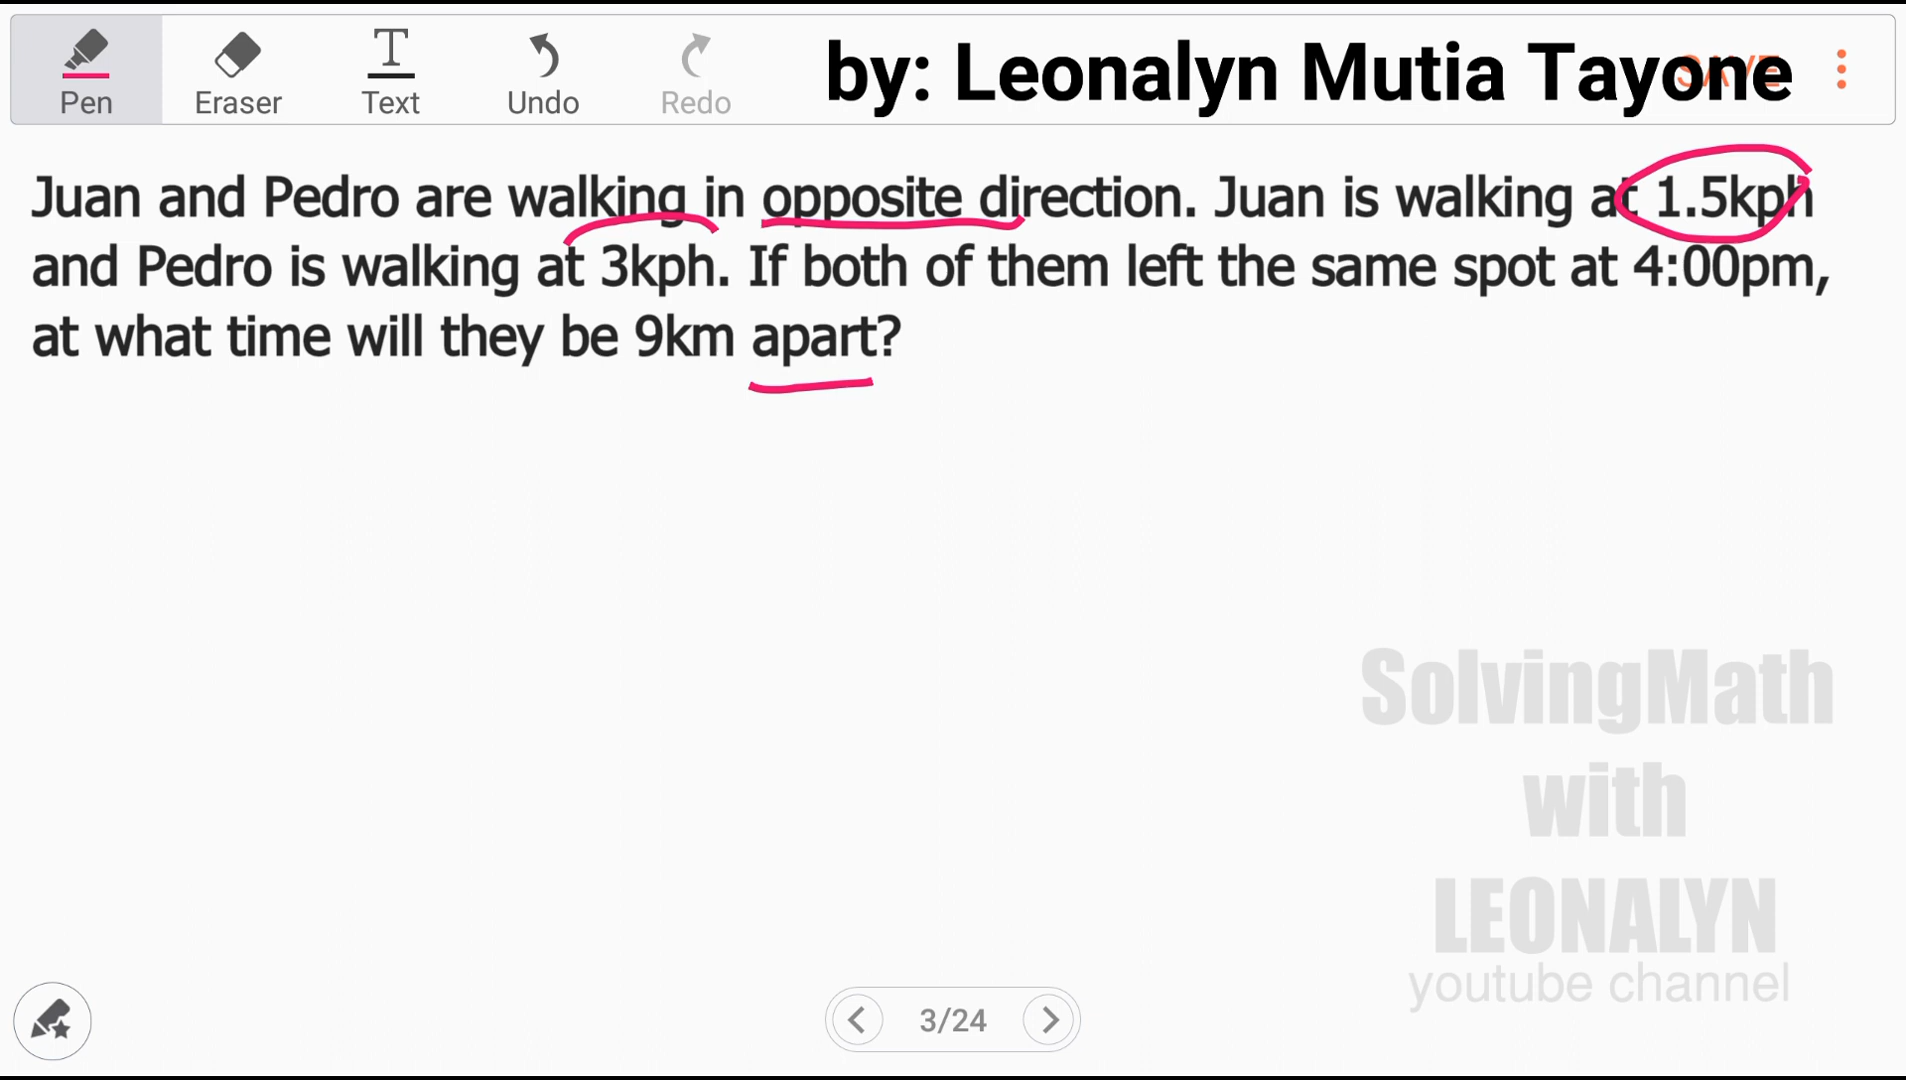 Pen
Eraser
Text
Undo
Redo
by: Leonalyn Mutia Tayone
SAVE
Juan and Pedro are walking in opposite direction. Juan is walking at 1.5kph
and Pedro is walking at 3kph. If both of them left the same spot at 4:00pm,
at what time will they be 9km apart?
SolvingMath
with
LEONALYN
youtube channel
3/24